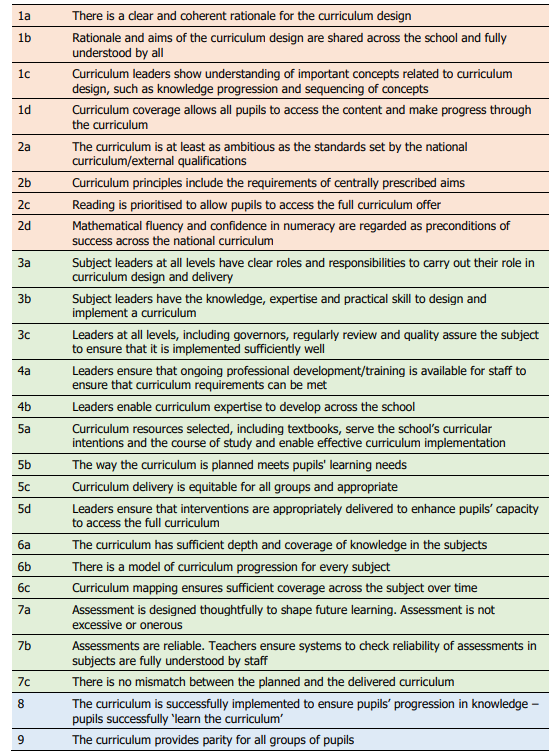 1a There is a clear and coherent rationale for the curriculum design
1b Rationale and aims of the curriculum design are shared across the school and fully
understood by all
1c Curriculum leaders show understanding of important concepts related to curriculum
design, such as knowledge progression and sequencing of concepts
1d Curriculum coverage allows all pupils to access the content and make progress through
the curriculum
2a The curriculum is at least as ambitious as the standards set by the national
curriculum/external qualifications
2b Curriculum principles include the requirements of centrally prescribed aims
2c Reading is prioritised to allow pupils to access the full curriculum offer
2d Mathematical fluency and confidence in numeracy are regarded as preconditions of
success across the national curriculum
3a Subject leaders at all levels have clear roles and responsibilities to carry out their role in
curriculum design and delivery
3b Subject leaders have the knowledge, expertise and practical skill to design and
implement a curriculum
3c Leaders at all levels, including governors, regularly review and quality assure the subject
to ensure that it is implemented sufficiently well
4a Leaders ensure that ongoing professional development/training is available for staff to
ensure that curriculum requirements can be met
4b Leaders enable curriculum expertise to develop across the school
5a Curriculum resources selected, including textbooks, serve the school's curricular
intentions and the course of study and enable effective curriculum implementation
5b The way the curriculum is planned meets pupils' learning needs
5c Curriculum delivery is equitable for all groups and appropriate
5d Leaders ensure that interventions are appropriately delivered to enhance pupils' capacity
to access the full curriculum
6a The curriculum has sufficient depth and coverage of knowledge in the subjects
6b There is a model of curriculum progression for every subject
6c Curriculum mapping ensures sufficient coverage across the subject over time
7a Assessment is designed thoughtfully to shape future learning. Assessment is not
excessive or onerous
7b Assessments are reliable. Teachers ensure systems to check reliability of assessments in
subjects are fully understood by staff
7c There is no mismatch between the planned and the delivered curriculum
8 The curriculum is successfully implemented to ensure pupils' progression in knowledge –
pupils successfully 'learn the curriculum'
9 The curriculum provides parity for all groups of pupils